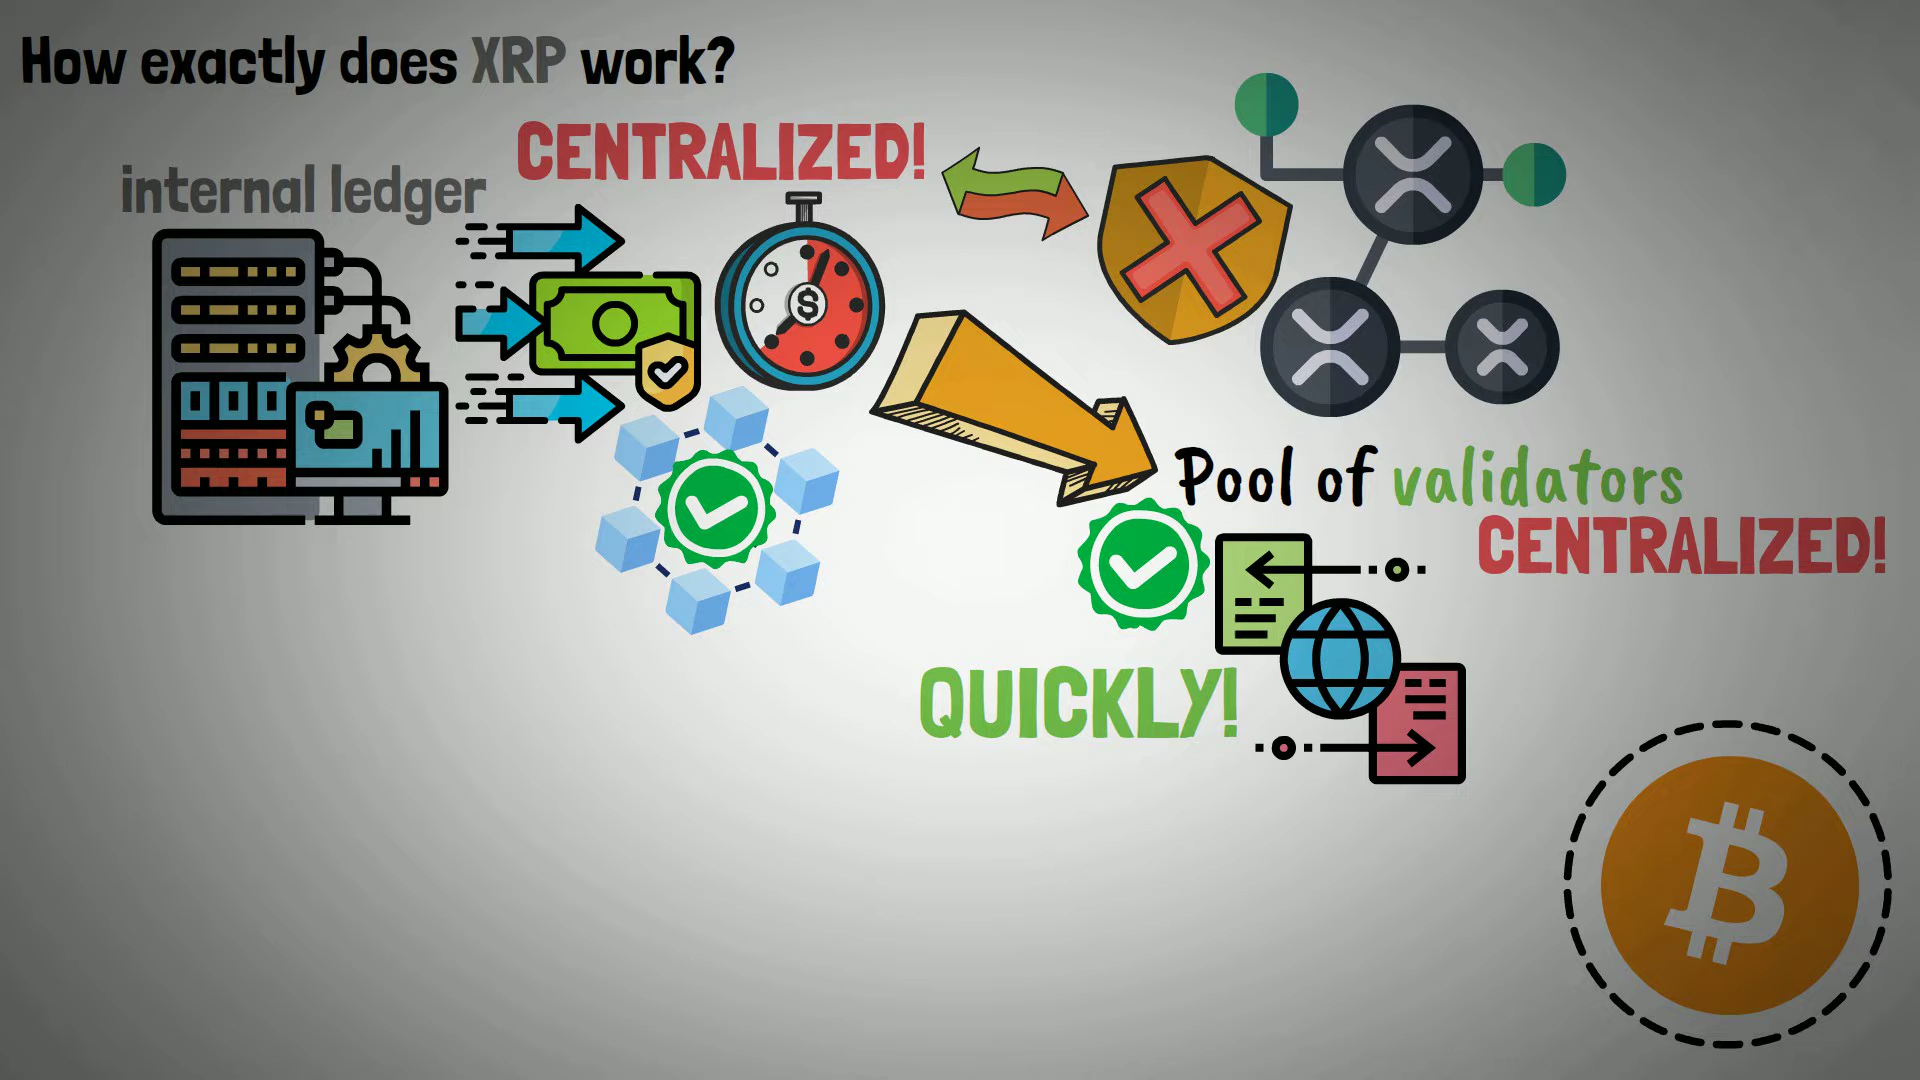 How exactly does XRP work?
CENTRALIZED!
internal ledger
$
Pool of validators
CENTRALIZED!
QUICKLY!